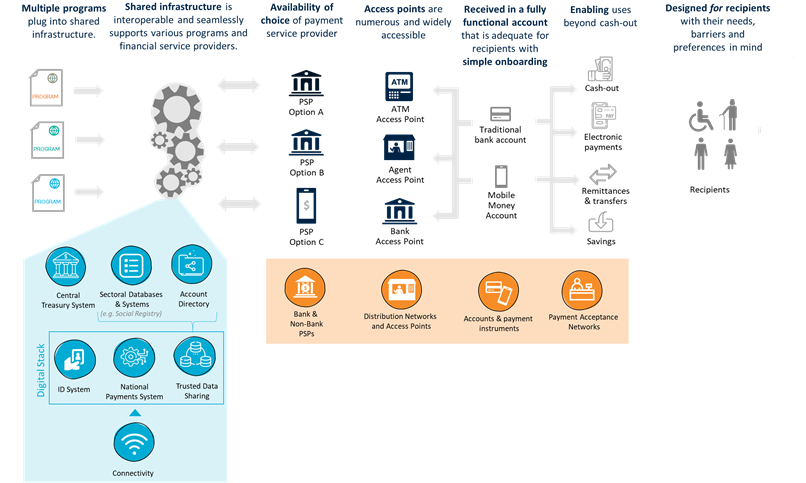 Multiple programs
plug into shared
infrastructure.
Shared infrastructure is
interoperable and seamlessly
supports various programs and
financial service providers.
Availability of
choice of payment
service provider
Access points are
numerous and widely
accessible
Received in a fully
functional account
that is adequate for
recipients with
simple onboarding
Enabling uses
beyond cash-out
Designed for recipients
with their needs,
barriers and
preferences in mind
PROGRAM
PROGRAM
PROGRAM
PSP
Option A
PSP
Option B
$
PSP
Option C
ATM
ATM
Access Point
Agent
Access Point
Bank
Access Point
Traditional
bank account
Mobile
Money
Account
Cash-out
PAY
Electronic
payments
Remittances
& transfers
Savings
Recipients
Central
Treasury System
Sectoral Databases
& Systems
(e.g. Social Registry)
Account
Directory
Digital Stack
ID System
National
Payments System
Trusted Data
Sharing
Connectivity
Bank &
Non-Bank
PSPs
Distribution Networks
and Access Points
Accounts & payment
instruments
Payment Acceptance
Networks